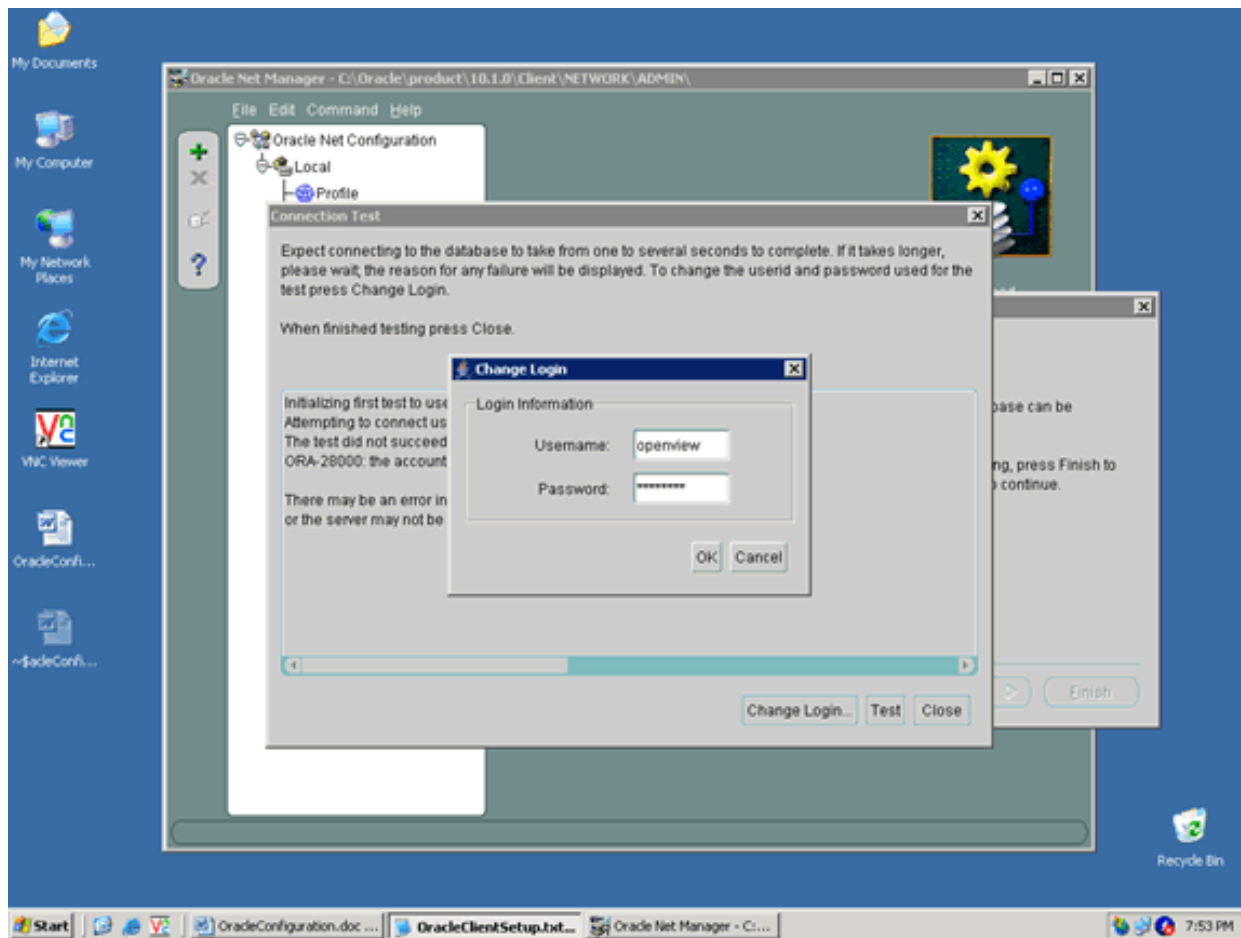 My Documents
My Computer
My Network
Places
Internet
Explorer
VNC Viewer
OracleConfi...
~$acleConfi...
Oracle Net Manager - C:\Oracle\product\10.1.0\Client\NETWORK\ADMIN\
File Edit Command Help
Oracle Net Configuration
Local
Profile
Connection Test
Expect connecting to the database to take from one to several seconds to complete. If it takes longer,
please wait; the reason for any failure will be displayed. To change the userid and password used for the
test press Change Login.
When finished testing press Close.
Initializing first test to use
Attempting to connect us
The test did not succeed
ORA-28000: the account
There may be an error in
or the server may not be
Change Login
Login Information
Username: openview
Password: ********
OK Cancel
Change Login... Test Close
base can be
ng, press Finish to
continue.
> Finish
Recycle Bin
Start
OracleConfiguration.doc ...
OracleClientSetup.txt...
Oracle Net Manager - C:...
7:53 PM